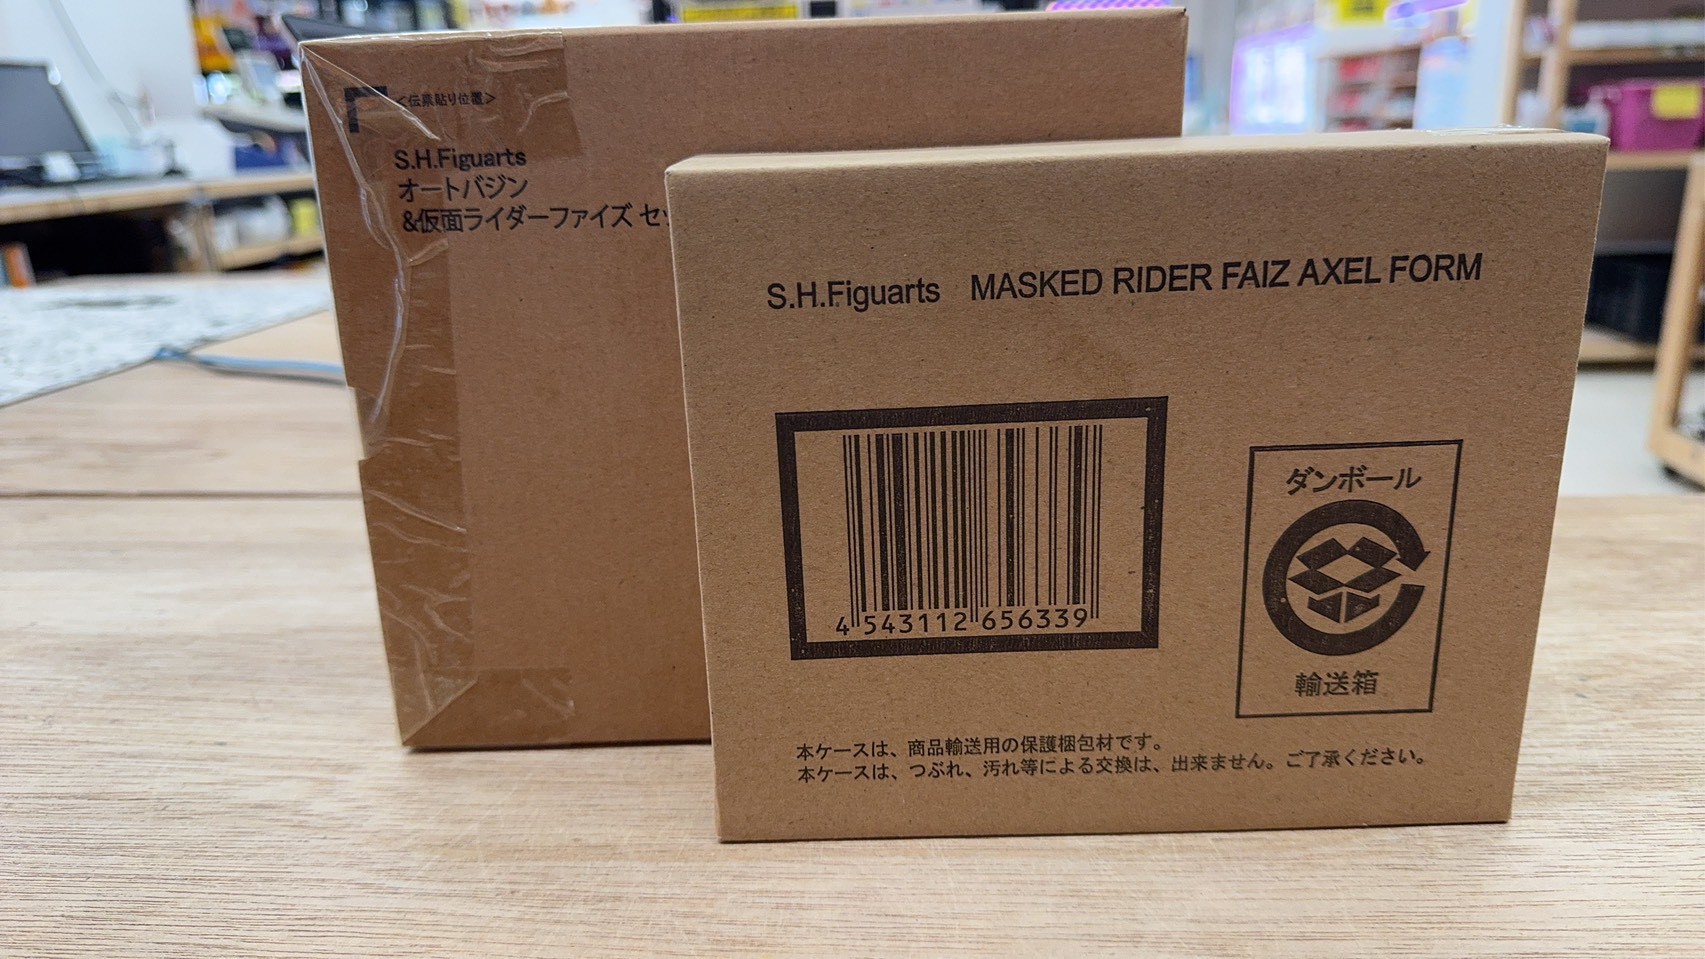 <伝票貼り位置>
S.H.Figuarts
オートバジン
&仮面ライダーファイズ セッ
S.H.Figuarts MASKED RIDER FAIZ AXEL FORM
4 543112 656339
ダンボール
輸送箱
本ケースは、商品輸送用の保護梱包材です。
本ケースは、つぶれ、汚れ等による交換は、出来ません。ご了承ください。